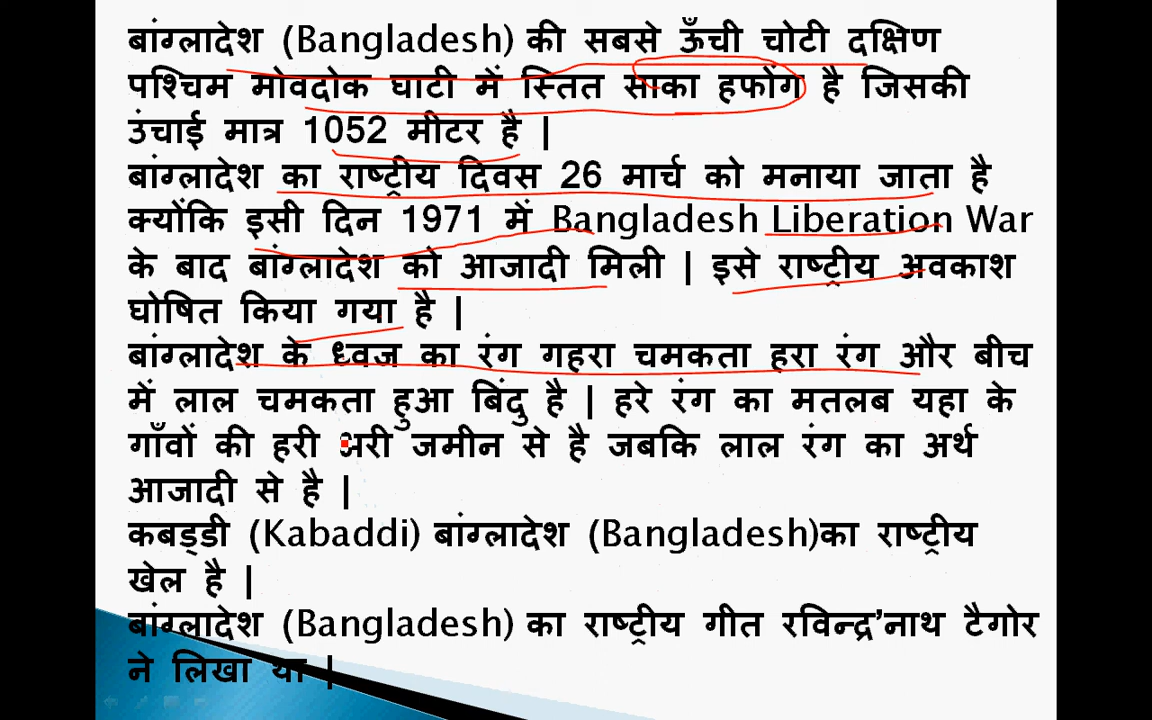 बांग्लादेश (Bangladesh) की सबसे ऊँची चोटी दक्षिण
पश्चिम मोवदोक घाटी में स्तित साका हफोंग है जिसकी
उंचाई मात्र 1052 मीटर है |
बांग्लादेश का राष्ट्रीय दिवस 26 मार्च को मनाया जाता है
क्योंकि इसी दिन 1971 में Bangladesh Liberation War
के बाद बांग्लादेश को आजादी मिली | इसे राष्ट्रीय अवकाश
घोषित किया गया है |
बांग्लादेश के ध्वज का रंग गहरा चमकता हरा रंग और बीच
में लाल चमकता हुआ बिंदु है | हरे रंग का मतलब यहा के
गाँवों की हरी भरी जमीन से है जबकि लाल रंग का अर्थ
आजादी से है |
कबड्डी (Kabaddi) बांग्लादेश (Bangladesh)का राष्ट्रीय
खेल है |
बांग्लादेश (Bangladesh) का राष्ट्रीय गीत रविन्द्र’नाथ टैगोर
ने लिखा था |